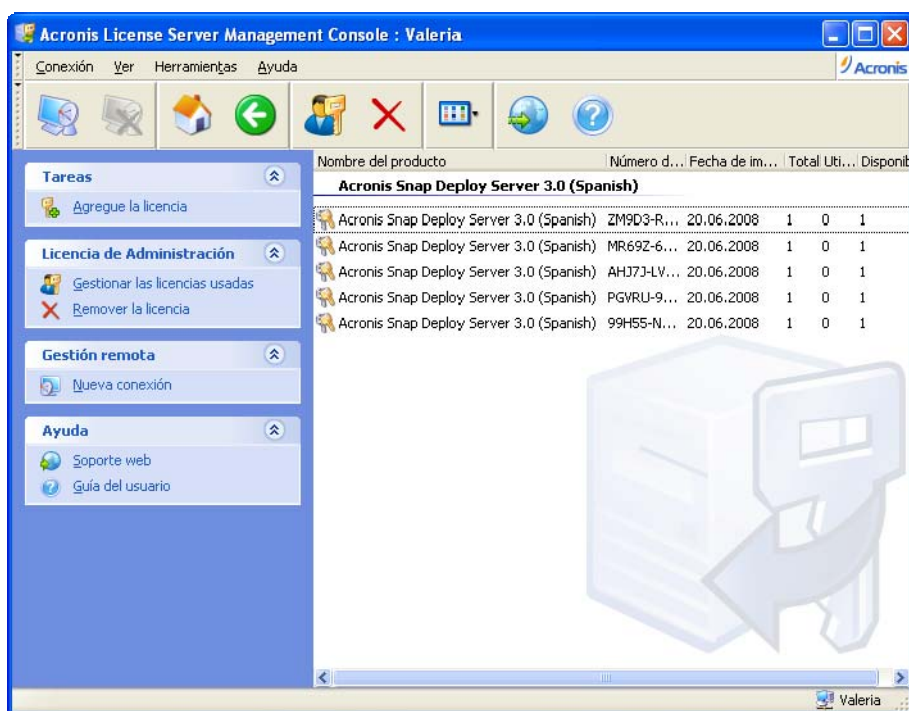 Acronis License Server Management Console : Valeria
Conexión Ver Herramientas Ayuda
Acronis
Tareas
Agregue la licencia
Licencia de Administración
Gestionar las licencias usadas
Remover la licencia
Gestión remota
Nueva conexión
Ayuda
Soporte web
Guía del usuario
Nombre del producto Número d... Fecha de im... Total Uti... Disponib
Acronis Snap Deploy Server 3.0 (Spanish)
Acronis Snap Deploy Server 3.0 (Spanish) ZM9D3-R... 20.06.2008 1 0 1
Acronis Snap Deploy Server 3.0 (Spanish) MR69Z-6... 20.06.2008 1 0 1
Acronis Snap Deploy Server 3.0 (Spanish) AHJ7J-LV... 20.06.2008 1 0 1
Acronis Snap Deploy Server 3.0 (Spanish) PGVRU-9... 20.06.2008 1 0 1
Acronis Snap Deploy Server 3.0 (Spanish) 99H55-N... 20.06.2008 1 0 1
Valeria